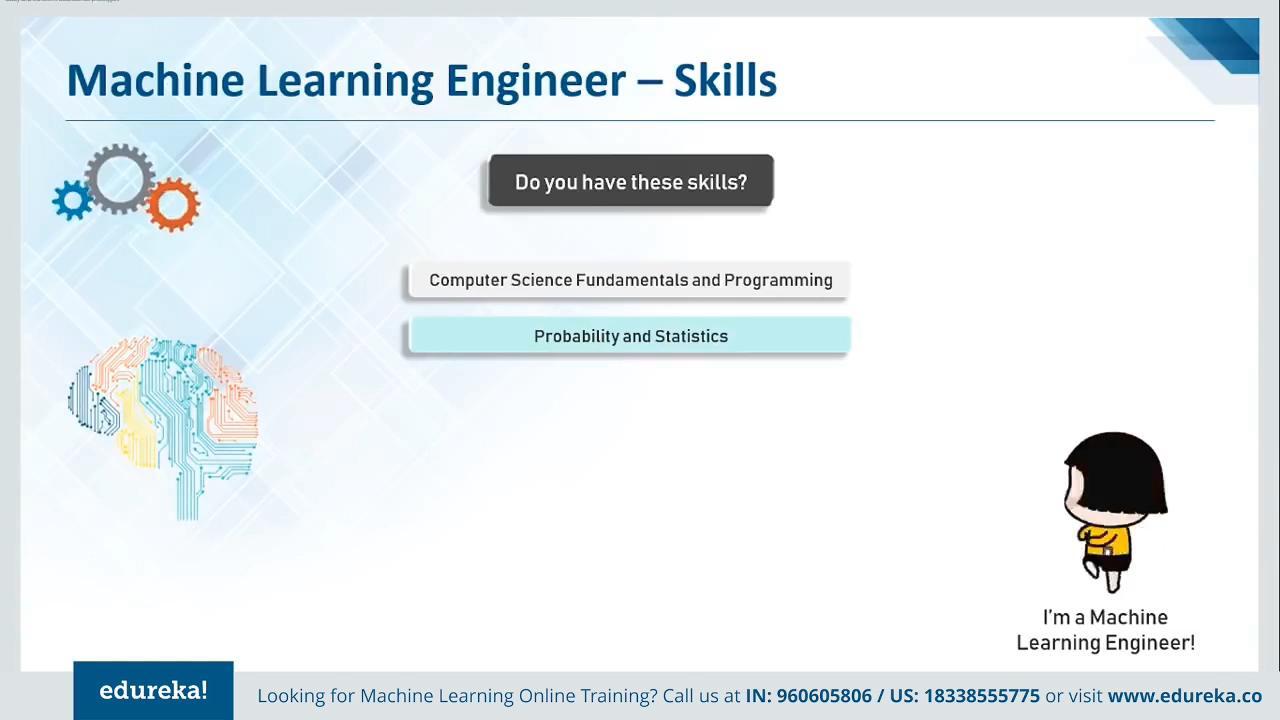 Machine Learning Engineer – Skills
Do you have these skills?
Computer Science Fundamentals and Programming
Probability and Statistics
I'm a Machine
Learning Engineer!
edureka!
Looking for Machine Learning Online Training? Call us at IN: 960605806 / US: 18338555775 or visit www.edureka.co